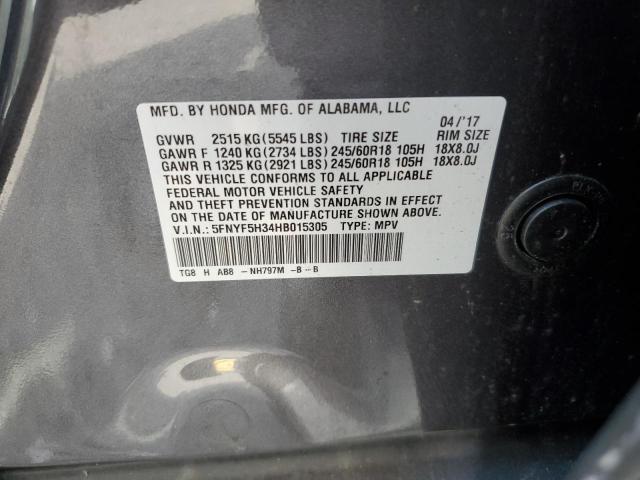 MFD. BY HONDA MFG. OF ALABAMA, LLC 04/'17
GVWR 2515 KG (5545 LBS) TIRE SIZE RIM SIZE
GAWR F 1240 KG (2734 LBS) 245/60R18 105H 18X8.0J
GAWR R 1325 KG (2921 LBS) 245/60R18 105H 18X8.0J
THIS VEHICLE CONFORMS TO ALL APPLICABLE
FEDERAL MOTOR VEHICLE SAFETY
AND THEFT PREVENTION STANDARDS IN EFFECT
ON THE DATE OF MANUFACTURE SHOWN ABOVE.
V.I.N.: 5FNYF5H34HB015305 TYPE: MPV
TG8 H AB8 - NH797M -B--B